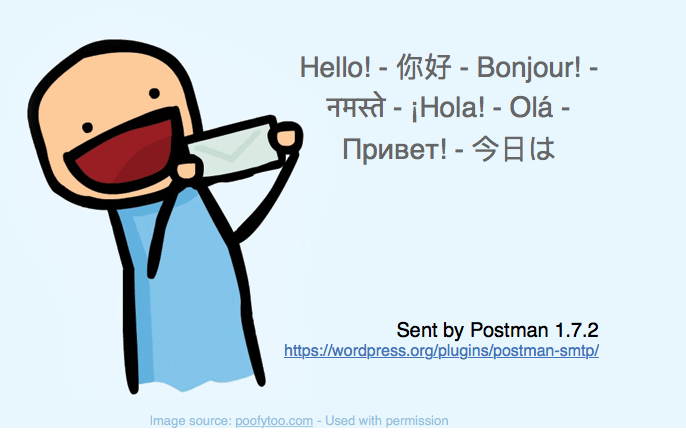 Hello! - 你好 - Bonjour! -
नमस्ते - ¡Hola! - Olá -
Привет! - 今日は
Sent by Postman 1.7.2
https://wordpress.org/plugins/postman-smtp/
Image source: poofytoo.com - Used with permission